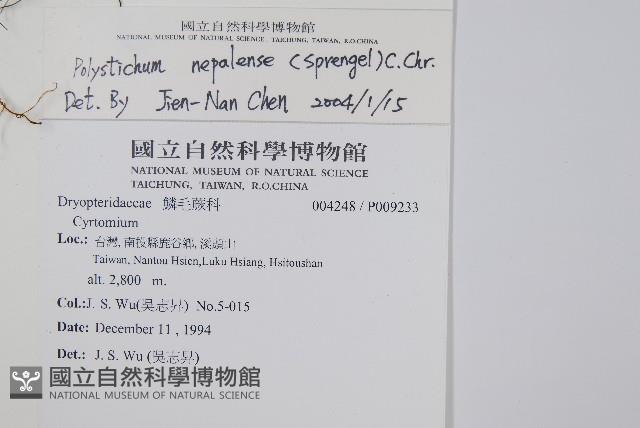 國立自然科學博物館
NATIONAL MUSEUM OF NATURAL SCIENCE, TAICHUNG, TAIWAN, R.O.CHINA
Polystichum nepalense (Sprengel) C. Chr.
Det. By Jien-Nan Chen 2004/1/15
國立自然科學博物館
NATIONAL MUSEUM OF NATURAL SCIENCE
TAICHUNG, TAIWAN, R.O.CHINA
Dryopteridaceae 鱗毛蕨科 004248 / P009233
Cyrtomium
Loc.: 台灣, 南投縣鹿谷鄉, 溪頭山
Taiwan, Nantou Hsien, Luku Hsiang, Hsitoushan
alt. 2,800 m.
Col.: J. S. Wu(吳志昇) No.5-015
Date: December 11 , 1994
Det.: J. S. Wu (吳志昇)
國立自然科學博物館
NATIONAL MUSEUM OF NATURAL SCIENCE